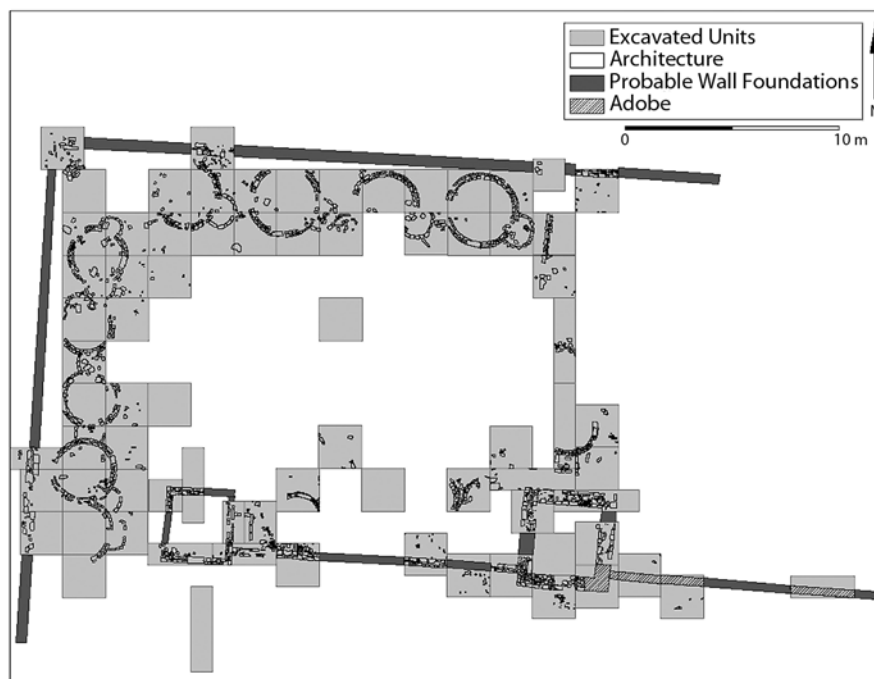 Excavated Units
Architecture
Probable Wall Foundations
Adobe
0
10 m
N